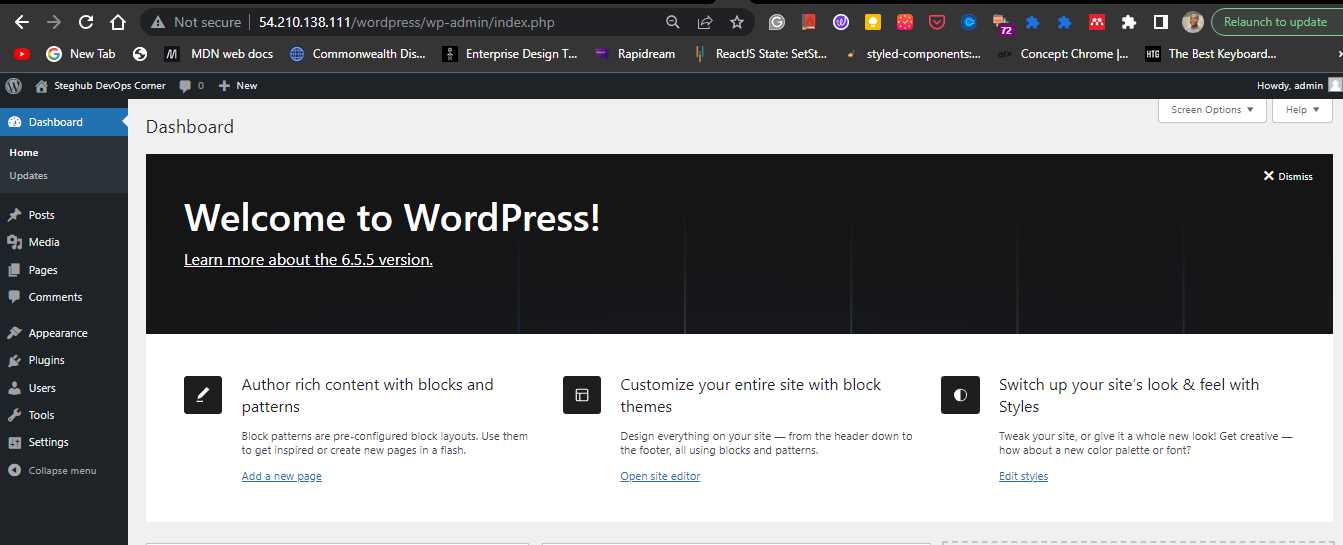 Not secure 54.210.138.111/wordpress/wp-admin/index.php 72 Relaunch to update
New Tab MDN web docs Commonwealth Dis... Enterprise Design T... Rapidream ReactJS State: SetSt... styled-components:... Concept: Chrome |... HTG The Best Keyboard...
Steghub DevOps Corner 0 New Howdy, admin
Screen Options Help
Dashboard
Home
Updates
Posts
Media
Pages
Comments
Appearance
Plugins
Users
Tools
Settings
Collapse menu
Dashboard
Dismiss
Welcome to WordPress!
Learn more about the 6.5.5 version.
Author rich content with blocks and
patterns
Block patterns are pre-configured block layouts. Use them
to get inspired or create new pages in a flash.
Add a new page
Customize your entire site with block
themes
Design everything on your site — from the header down to
the footer, all using blocks and patterns.
Open site editor
Switch up your site’s look & feel with
Styles
Tweak your site, or give it a whole new look! Get creative —
how about a new color palette or font?
Edit styles